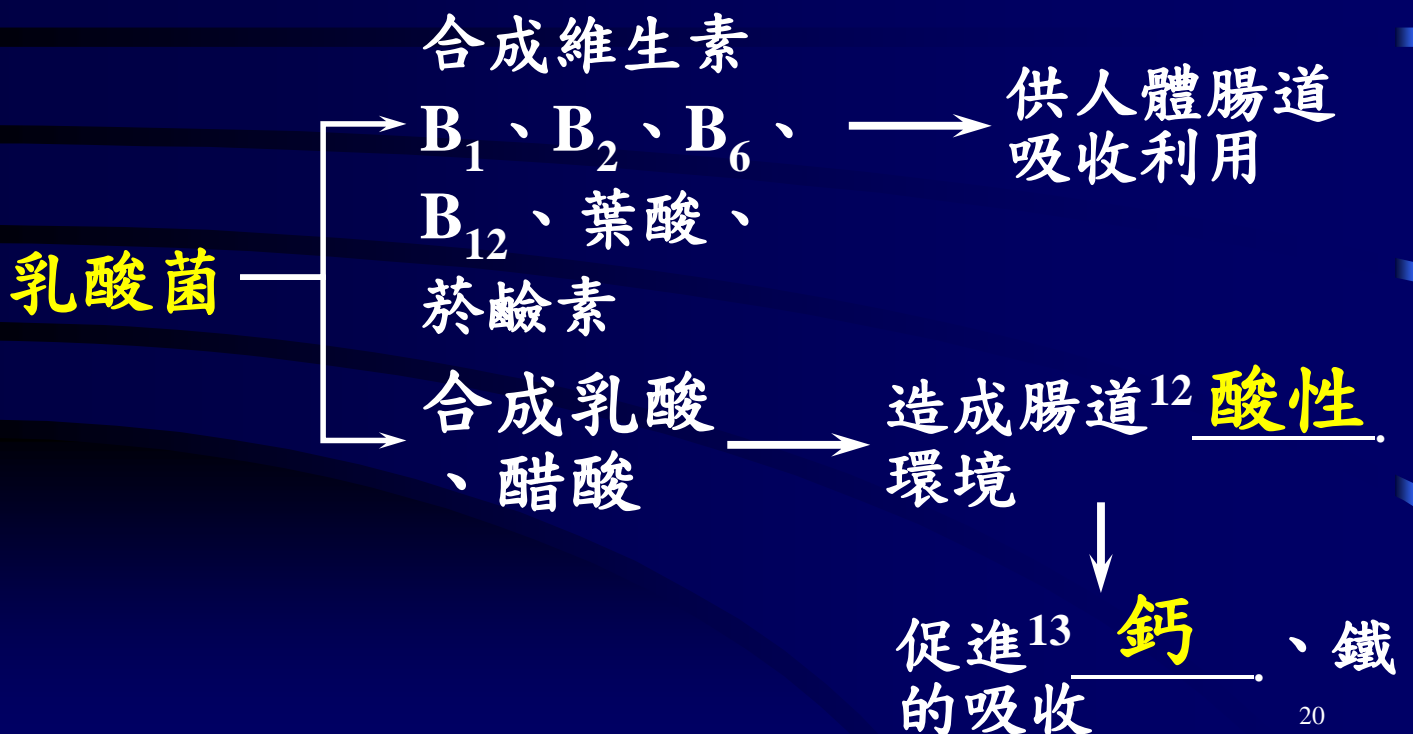 乳酸菌
合成維生素
B1、B2、B6、
B12、葉酸、
菸鹼素
供人體腸道
吸收利用
合成乳酸
、醋酸
造成腸道12 酸性.
環境
促進13 鈣.、鐵
的吸收
20